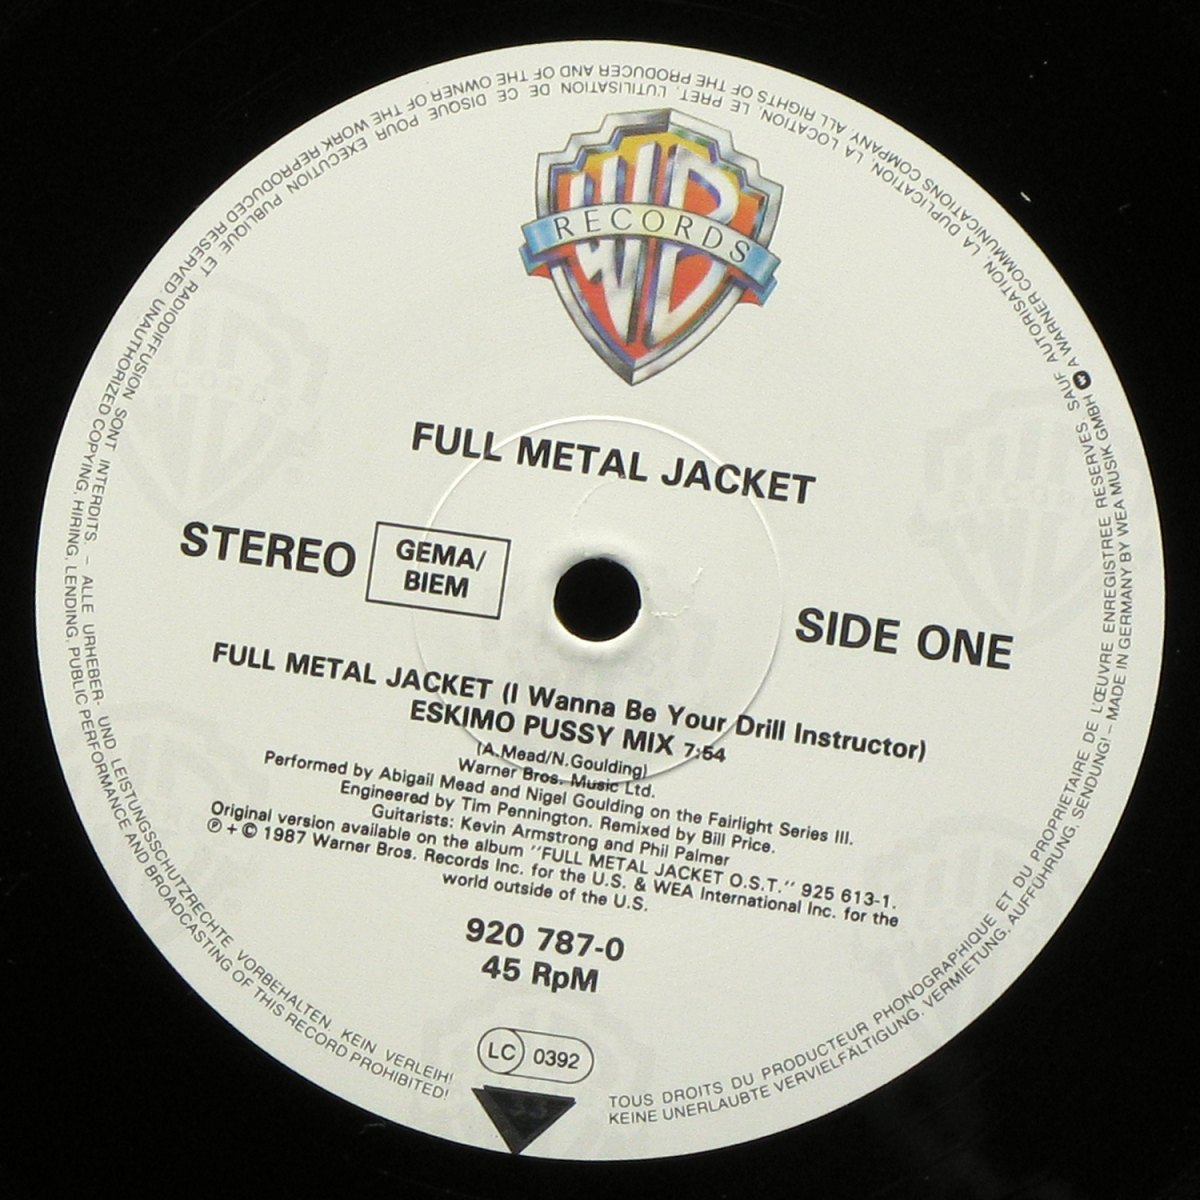 WB
RECORDS
FULL METAL JACKET
STEREO
GEMA/
BIEM
SIDE ONE
FULL METAL JACKET (I Wanna Be Your Drill Instructor)
ESKIMO PUSSY MIX 7:54
(A.Mead/N.Goulding)
Warner Bros. Music Ltd.
Performed by Abigail Mead and Nigel Goulding on the Fairlight Series III.
Engineered by Tim Pennington. Remixed by Bill Price.
Guitarists: Kevin Armstrong and Phil Palmer
Original version available on the album "FULL METAL JACKET O.S.T." 925 613-1.
℗ + © 1987 Warner Bros. Records Inc. for the U.S. & WEA International Inc. for the
world outside of the U.S.
920 787-0
45 RpM
LC 0392
TOUS DROITS DU PRODUCTEUR PHONOGRAPHIQUE ET DU PROPRIETAIRE DE L'ŒUVRE ENREGISTREE RESERVES. SAUF AUTORISATION, LA DUPLICATION, LA LOCATION, LE PRET, L'UTILISATION DE CE DISQUE POUR EXECUTION PUBLIQUE ET RADIODIFFUSION SONT INTERDITS. – ALLE URHEBER- UND LEISTUNGSSCHUTZRECHTE VORBEHALTEN. KEIN VERLEIH!
KEINE UNERLAUBTE VERVIELFÄLTIGUNG, VERMIETUNG, AUFFÜHRUNG, SENDUNG! – MADE IN GERMANY BY WEA MUSIK GMBH A WARNER COMMUNICATIONS COMPANY ALL RIGHTS OF THE PRODUCER AND OF THE OWNER OF THE WORK REPRODUCED RESERVED. UNAUTHORIZED COPYING, HIRING, LENDING, PUBLIC PERFORMANCE AND BROADCASTING OF THIS RECORD PROHIBITED!